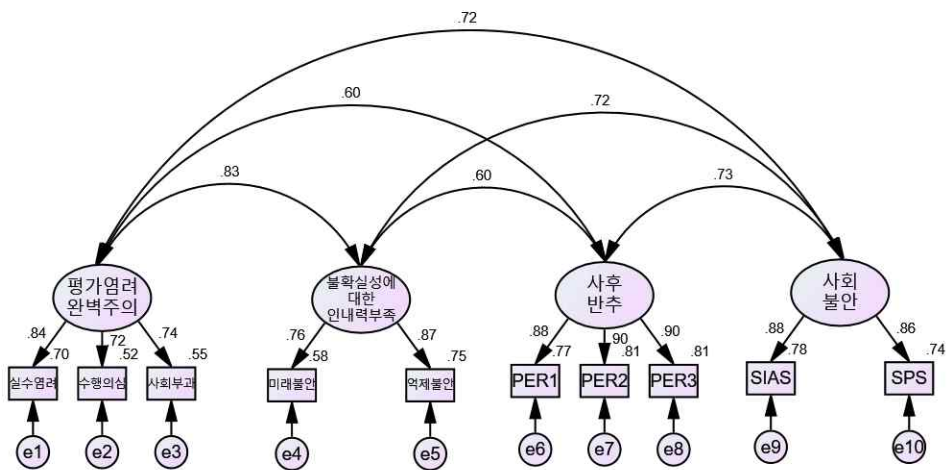 .72
.60
.72
.83
.60
.73
평가염려
완벽주의
불확실성에
대한
인내력부족
사후
반추
사회
불안
.84
.72
.74
.76
.87
.88
.90
.90
.88
.86
.70
.52
.55
.58
.75
.77
.81
.81
.78
.74
실수염려
수행의심
사회부과
미래불안
억제불안
PER1
PER2
PER3
SIAS
SPS
e1
e2
e3
e4
e5
e6
e7
e8
e9
e10